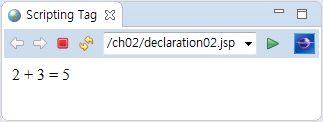 Scripting Tag
/ch02/declaration02.jsp
2 + 3 = 5